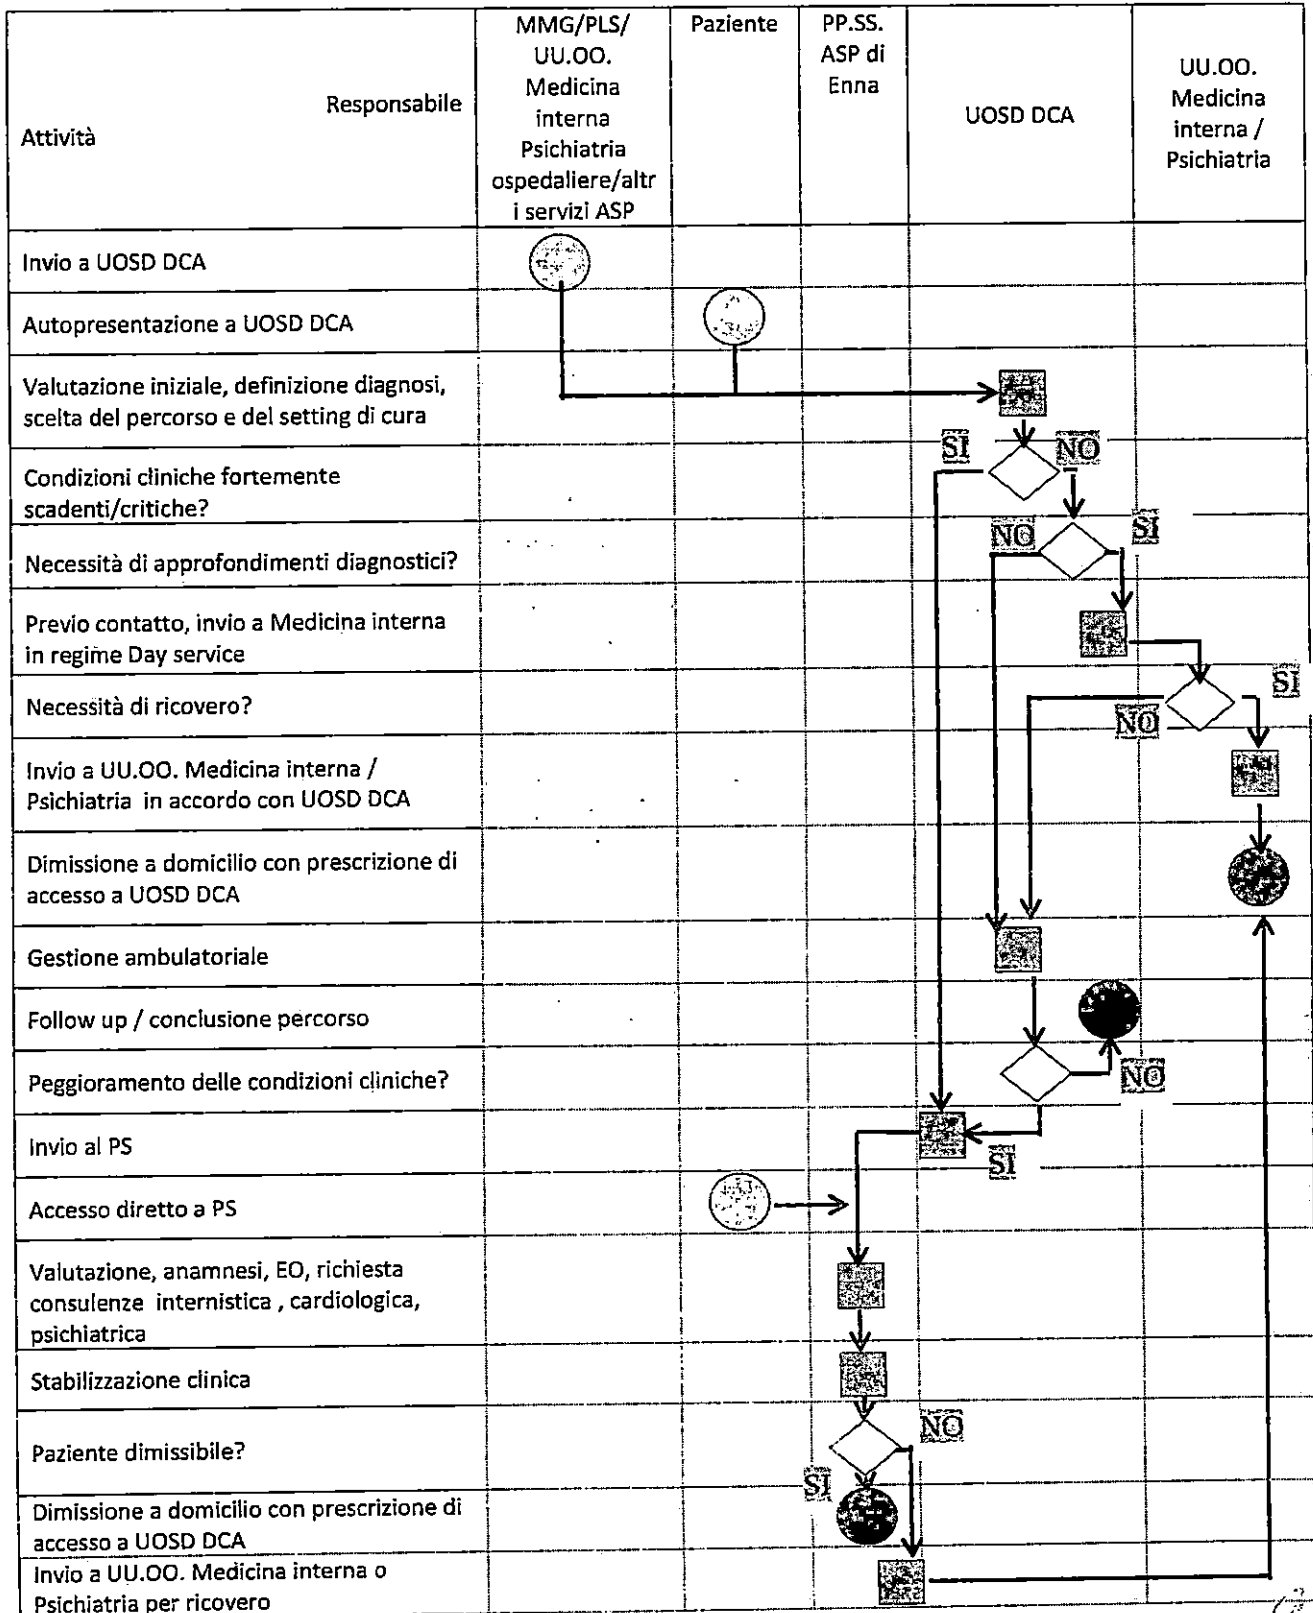 MMG/PLS/
UU.OO.
Medicina
interna
Psichiatria
ospedaliere/altr
i servizi ASP
Paziente
PP.SS.
ASP di
Enna
UOSD DCA
UU.OO.
Medicina
interna /
Psichiatria
Responsabile
Attività
Invio a UOSD DCA
Autopresentazione a UOSD DCA
Valutazione iniziale, definizione diagnosi,
scelta del percorso e del setting di cura
SI
NO
Condizioni cliniche fortemente
scadenti/critiche?
NO
SI
Necessità di approfondimenti diagnostici?
Previo contatto, invio a Medicina interna
in regime Day service
SI
Necessità di ricovero?
NO
Invio a UU.OO. Medicina interna /
Psichiatria in accordo con UOSD DCA
Dimissione a domicilio con prescrizione di
accesso a UOSD DCA
Gestione ambulatoriale
Follow up / conclusione percorso
Peggioramento delle condizioni cliniche?
NO
Invio al PS
SI
Accesso diretto a PS
Valutazione, anamnesi, EO, richiesta
consulenze internistica , cardiologica,
psichiatrica
Stabilizzazione clinica
NO
Paziente dimissibile?
SI
Dimissione a domicilio con prescrizione di
accesso a UOSD DCA
Invio a UU.OO. Medicina interna o
Psichiatria per ricovero